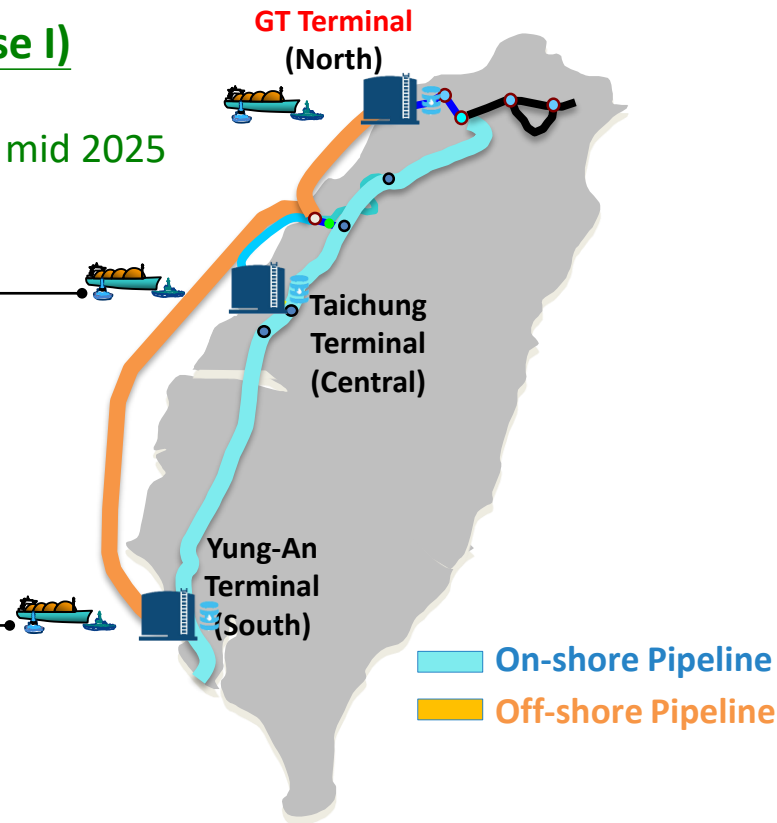 se I)
GT Terminal
(North)
mid 2025
Taichung
Terminal
(Central)
Yung-An
Terminal
(South)
On-shore Pipeline
Off-shore Pipeline